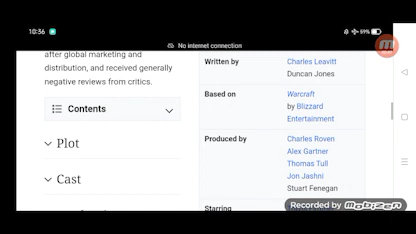 10:36
59%
No internet connection
after global marketing and
distribution, and received generally
negative reviews from critics.
Contents
Plot
Cast
Written by
Charles Leavitt
Duncan Jones
Based on
Warcraft
by Blizzard
Entertainment
Produced by
Charles Roven
Alex Gartner
Thomas Tull
Jon Jashni
Stuart Fenegan
Starring
Recorded by Mobizen